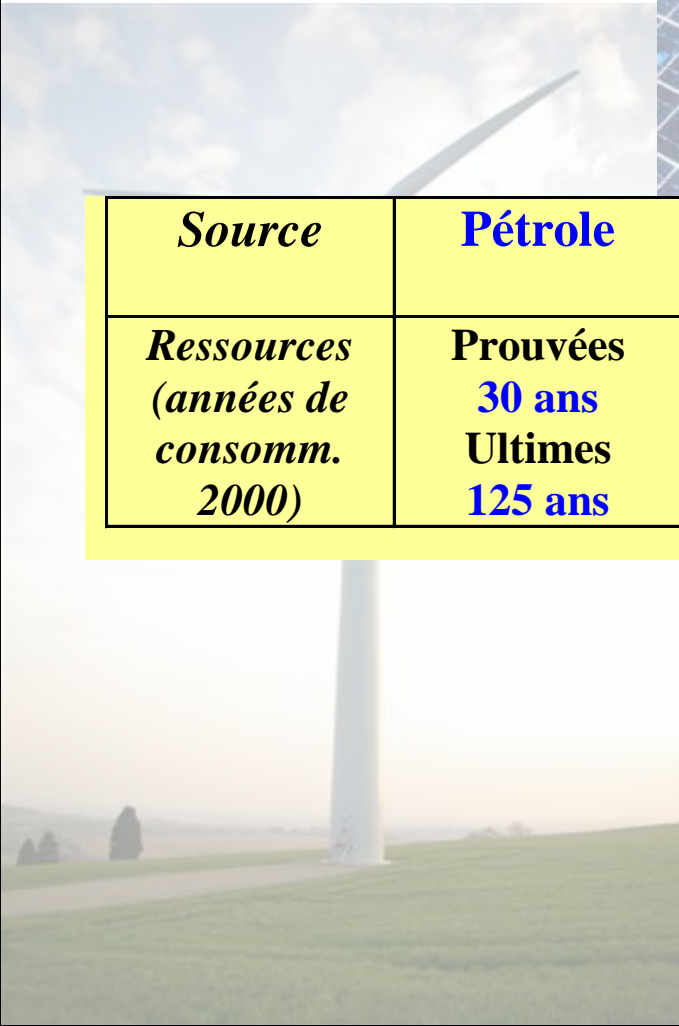 Source
Pétrole
Ressources
(années de
consomm.
2000)
Prouvées
30 ans
Ultimes
125 ans